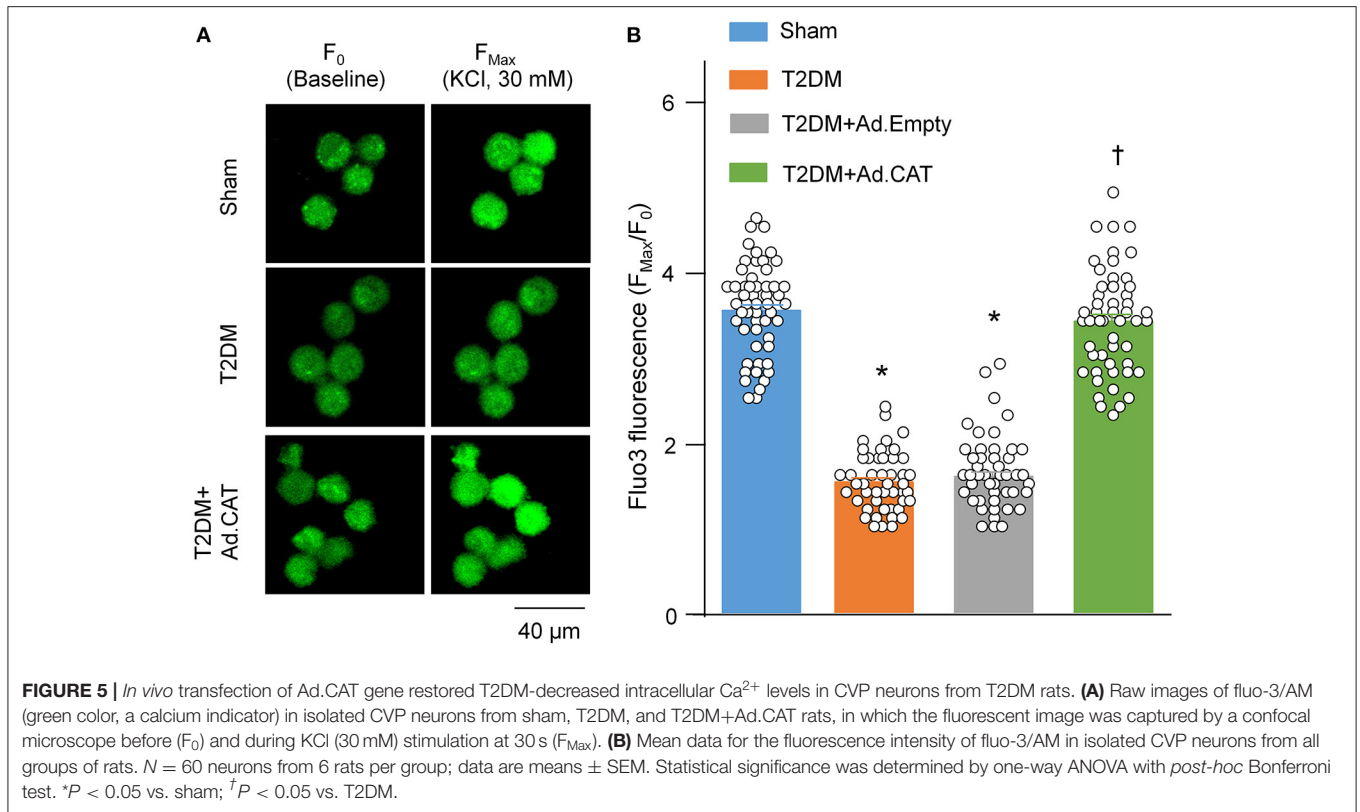 A
F0
(Baseline)
FMax
(KCl, 30 mM)
Sham
T2DM
T2DM+
Ad.CAT
40 µm
B
Sham
T2DM
T2DM+Ad.Empty
T2DM+Ad.CAT
Fluo3 fluorescence (FMax/F0)
6
4
2
0
*
*
†
FIGURE 5 | In vivo transfection of Ad.CAT gene restored T2DM-decreased intracellular Ca2+ levels in CVP neurons from T2DM rats. (A) Raw images of fluo-3/AM
(green color, a calcium indicator) in isolated CVP neurons from sham, T2DM, and T2DM+Ad.CAT rats, in which the fluorescent image was captured by a confocal
microscope before (F0) and during KCl (30 mM) stimulation at 30 s (FMax). (B) Mean data for the fluorescence intensity of fluo-3/AM in isolated CVP neurons from all
groups of rats. N = 60 neurons from 6 rats per group; data are means ± SEM. Statistical significance was determined by one-way ANOVA with post-hoc Bonferroni
test. *P < 0.05 vs. sham; †P < 0.05 vs. T2DM.